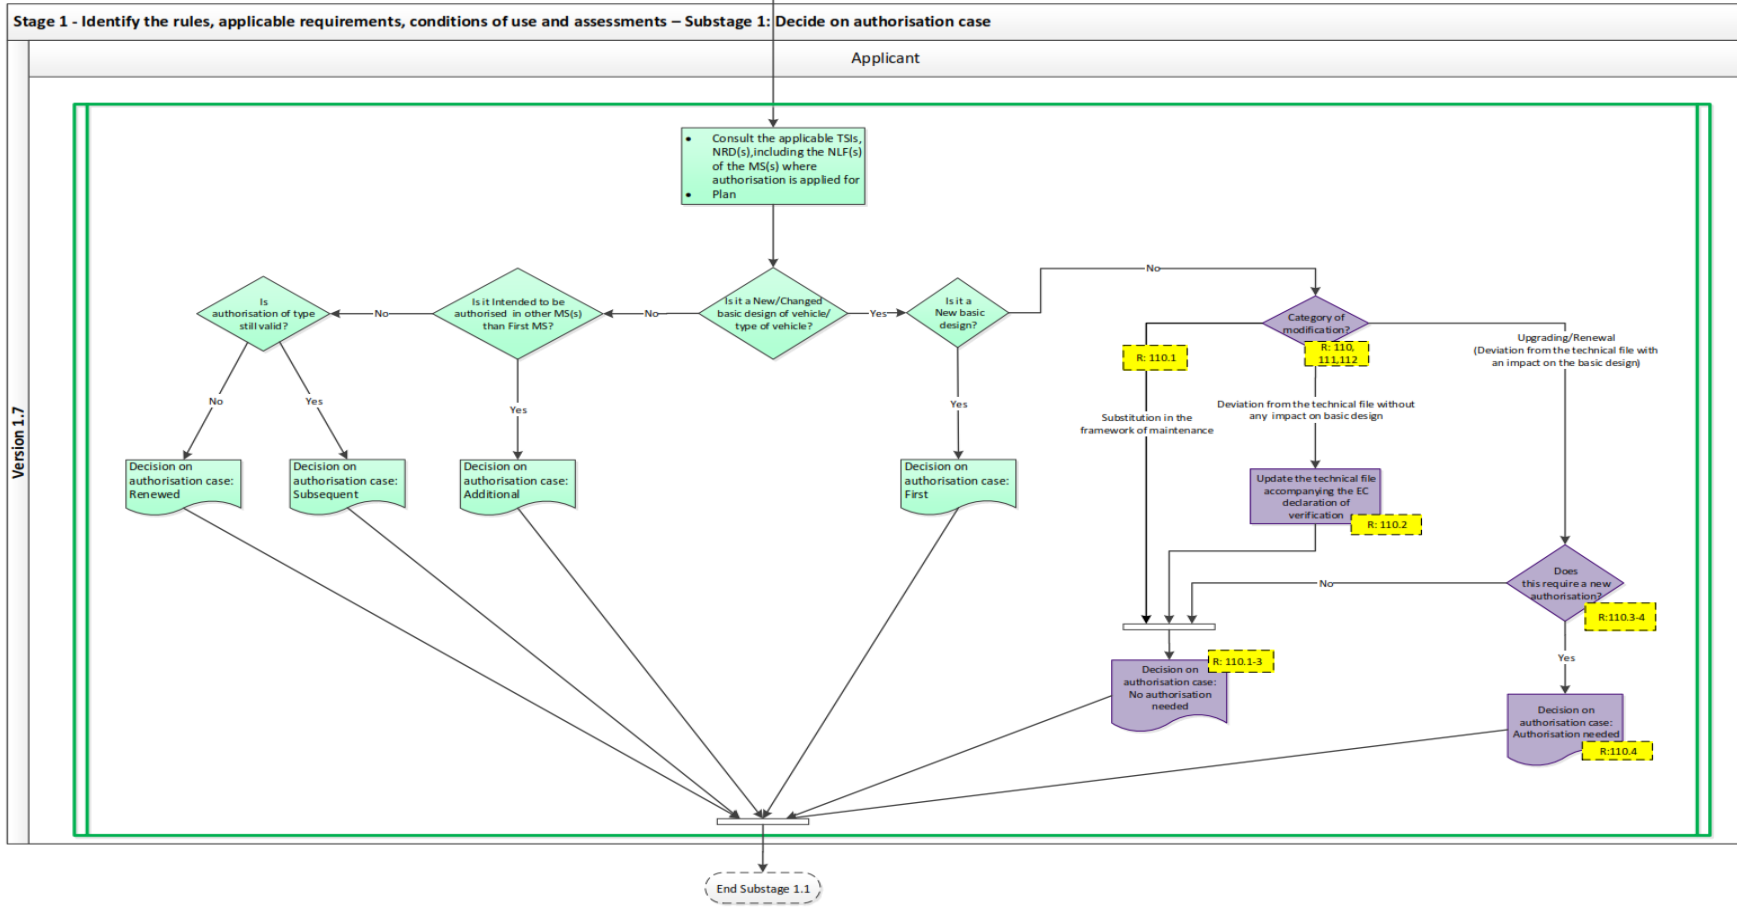 Stage 1 - Identify the rules, applicable requirements, conditions of use and assessments – Substage 1: Decide on authorisation case
Applicant
Version 1.7
• Consult the applicable TSIs,
NRD(s),including the NLF(s)
of the MS(s) where
authorisation is applied for
• Plan
Is
authorisation of type
still valid?
No
Is it Intended to be
authorised in other MS(s)
than First MS?
No
Is it a New/Changed
basic design of vehicle/
type of vehicle?
Yes
Is it a
New basic
design?
No
Category of
modification?
R: 110,
111,112
R: 110.1
Upgrading/Renewal
(Deviation from the technical file with
an impact on the basic design)
No
Yes
Yes
Yes
Substitution in the
framework of maintenance
Deviation from the technical file without
any impact on basic design
Decision on
authorisation case:
Renewed
Decision on
authorisation case:
Subsequent
Decision on
authorisation case:
Additional
Decision on
authorisation case:
First
Update the technical file
accompanying the EC
declaration of
verification
R: 110.2
Does
this require a new
authorisation?
R:110.3-4
No
Yes
Decision on
authorisation case:
No authorisation
needed
R: 110.1-3
Decision on
authorisation case:
Authorisation needed
R:110.4
End Substage 1.1